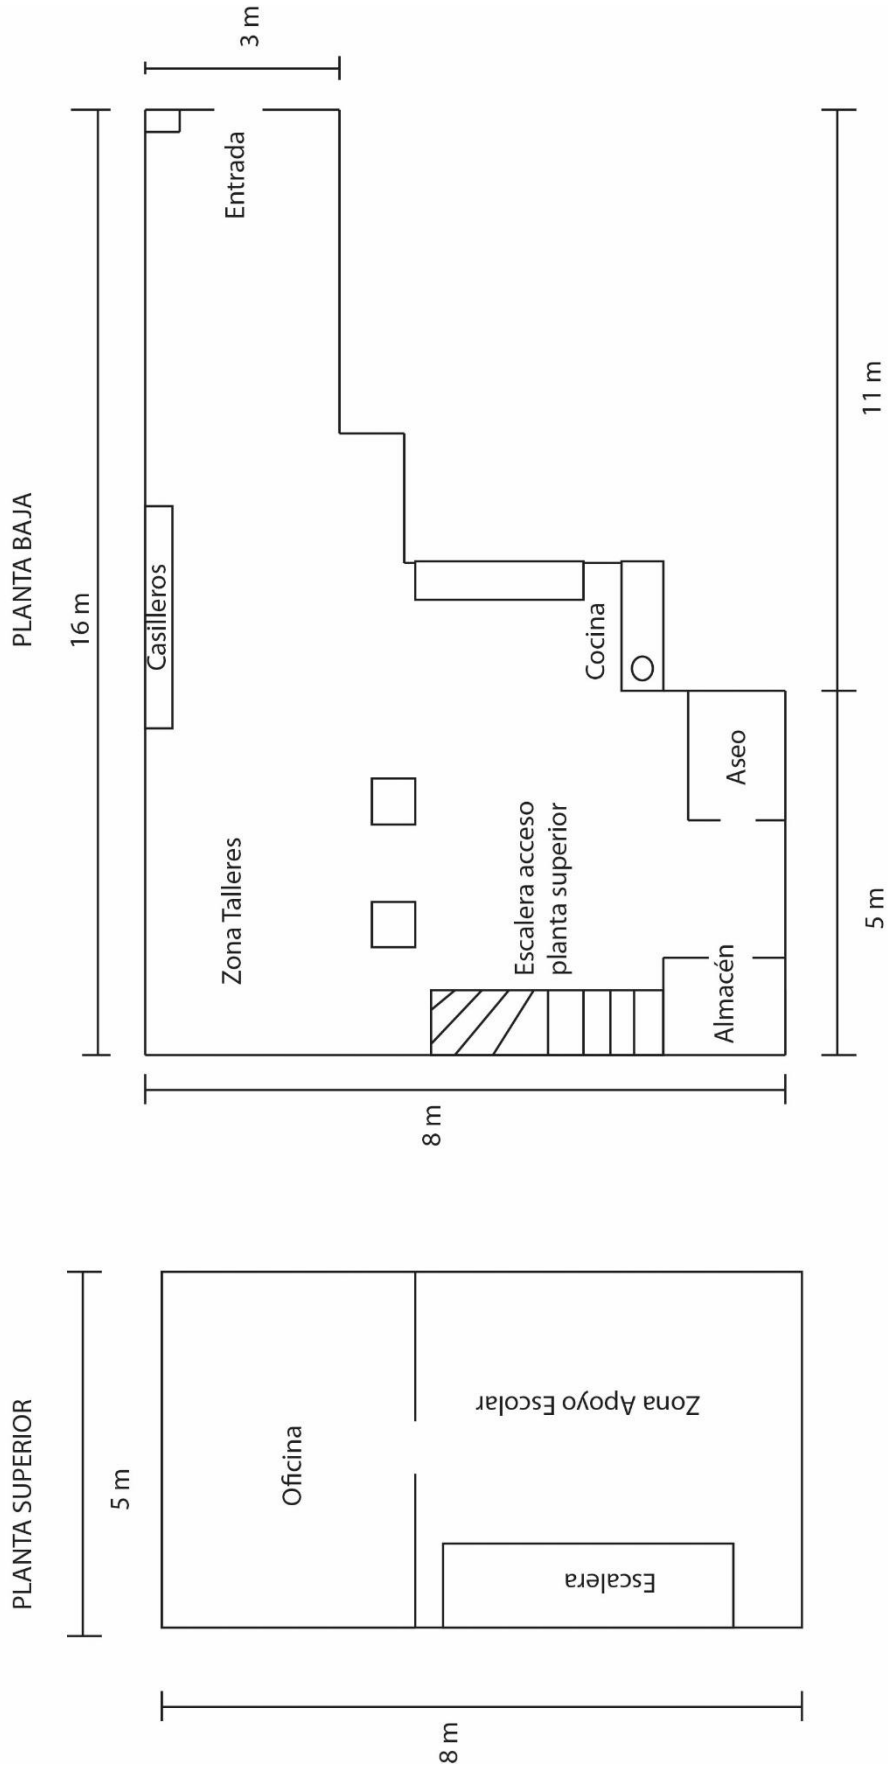 PLANTA SUPERIOR
5 m
8 m
Oficina
Zona Apoyo Escolar
Escalera
PLANTA BAJA
16 m
3 m
Casilleros
Entrada
Zona Talleres
8 m
Escalera acceso
planta superior
Cocina
Almacén
Aseo
5 m
11 m